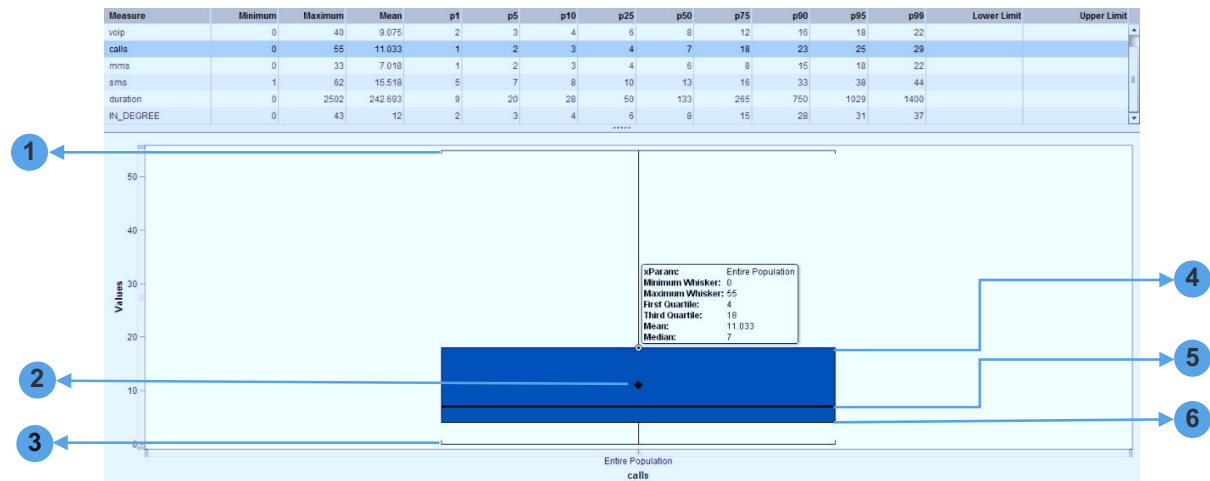 Measure Minimum Maximum Mean p1 p5 p10 p25 p50 p75 p90 p95 p99 Lower Limit Upper Limit
voip 0 40 9.075 2 3 4 6 8 12 16 18 22
calls 0 55 11.033 1 2 3 4 7 18 23 25 29
mms 0 33 7.018 1 2 3 4 6 8 15 18 22
sms 1 62 15.518 5 7 8 10 13 16 33 38 44
duration 0 2502 242.693 9 20 28 50 133 265 750 1029 1400
IN_DEGREE 0 43 12 2 3 4 6 8 15 28 31 37
1
50
40
Values
30
20
10
0
xParam: Entire Population
Minimum Whisker: 0
Maximum Whisker: 55
First Quartile: 4
Third Quartile: 18
Mean: 11.033
Median: 7
4
5
2
6
3
Entire Population
calls